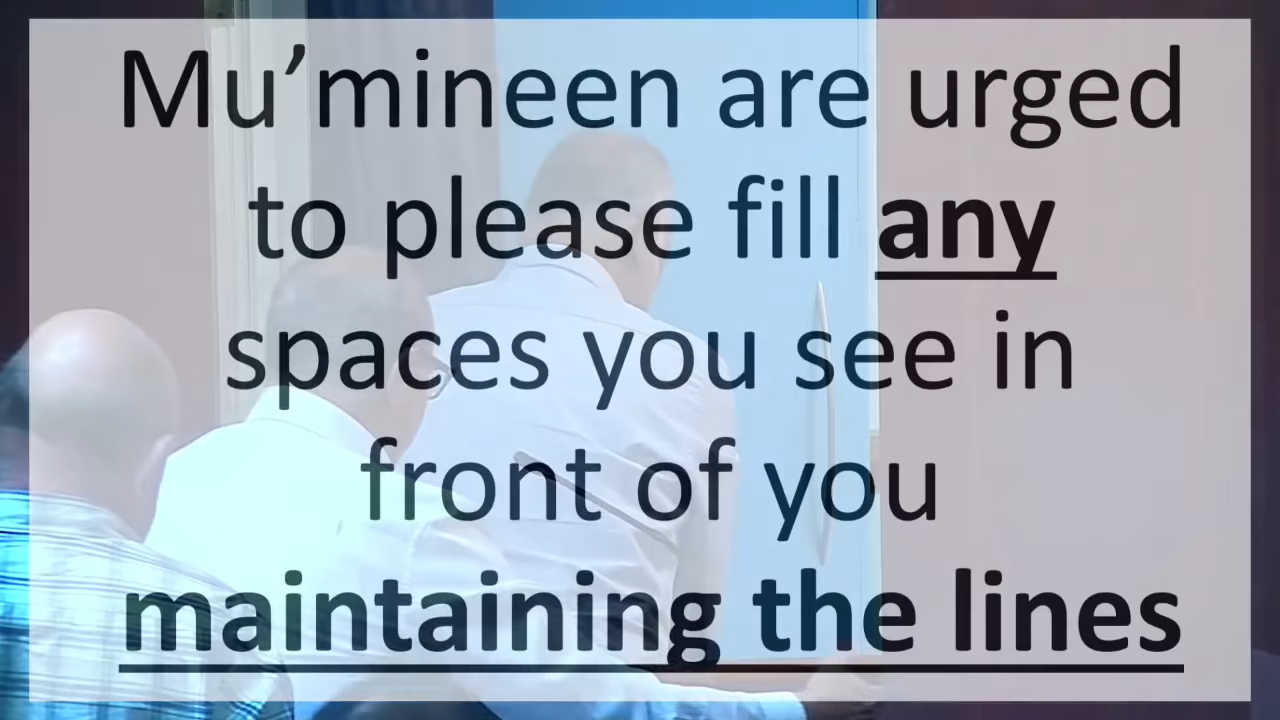 Mu’mineen are urged
to please fill any
spaces you see in
front of you
maintaining the lines